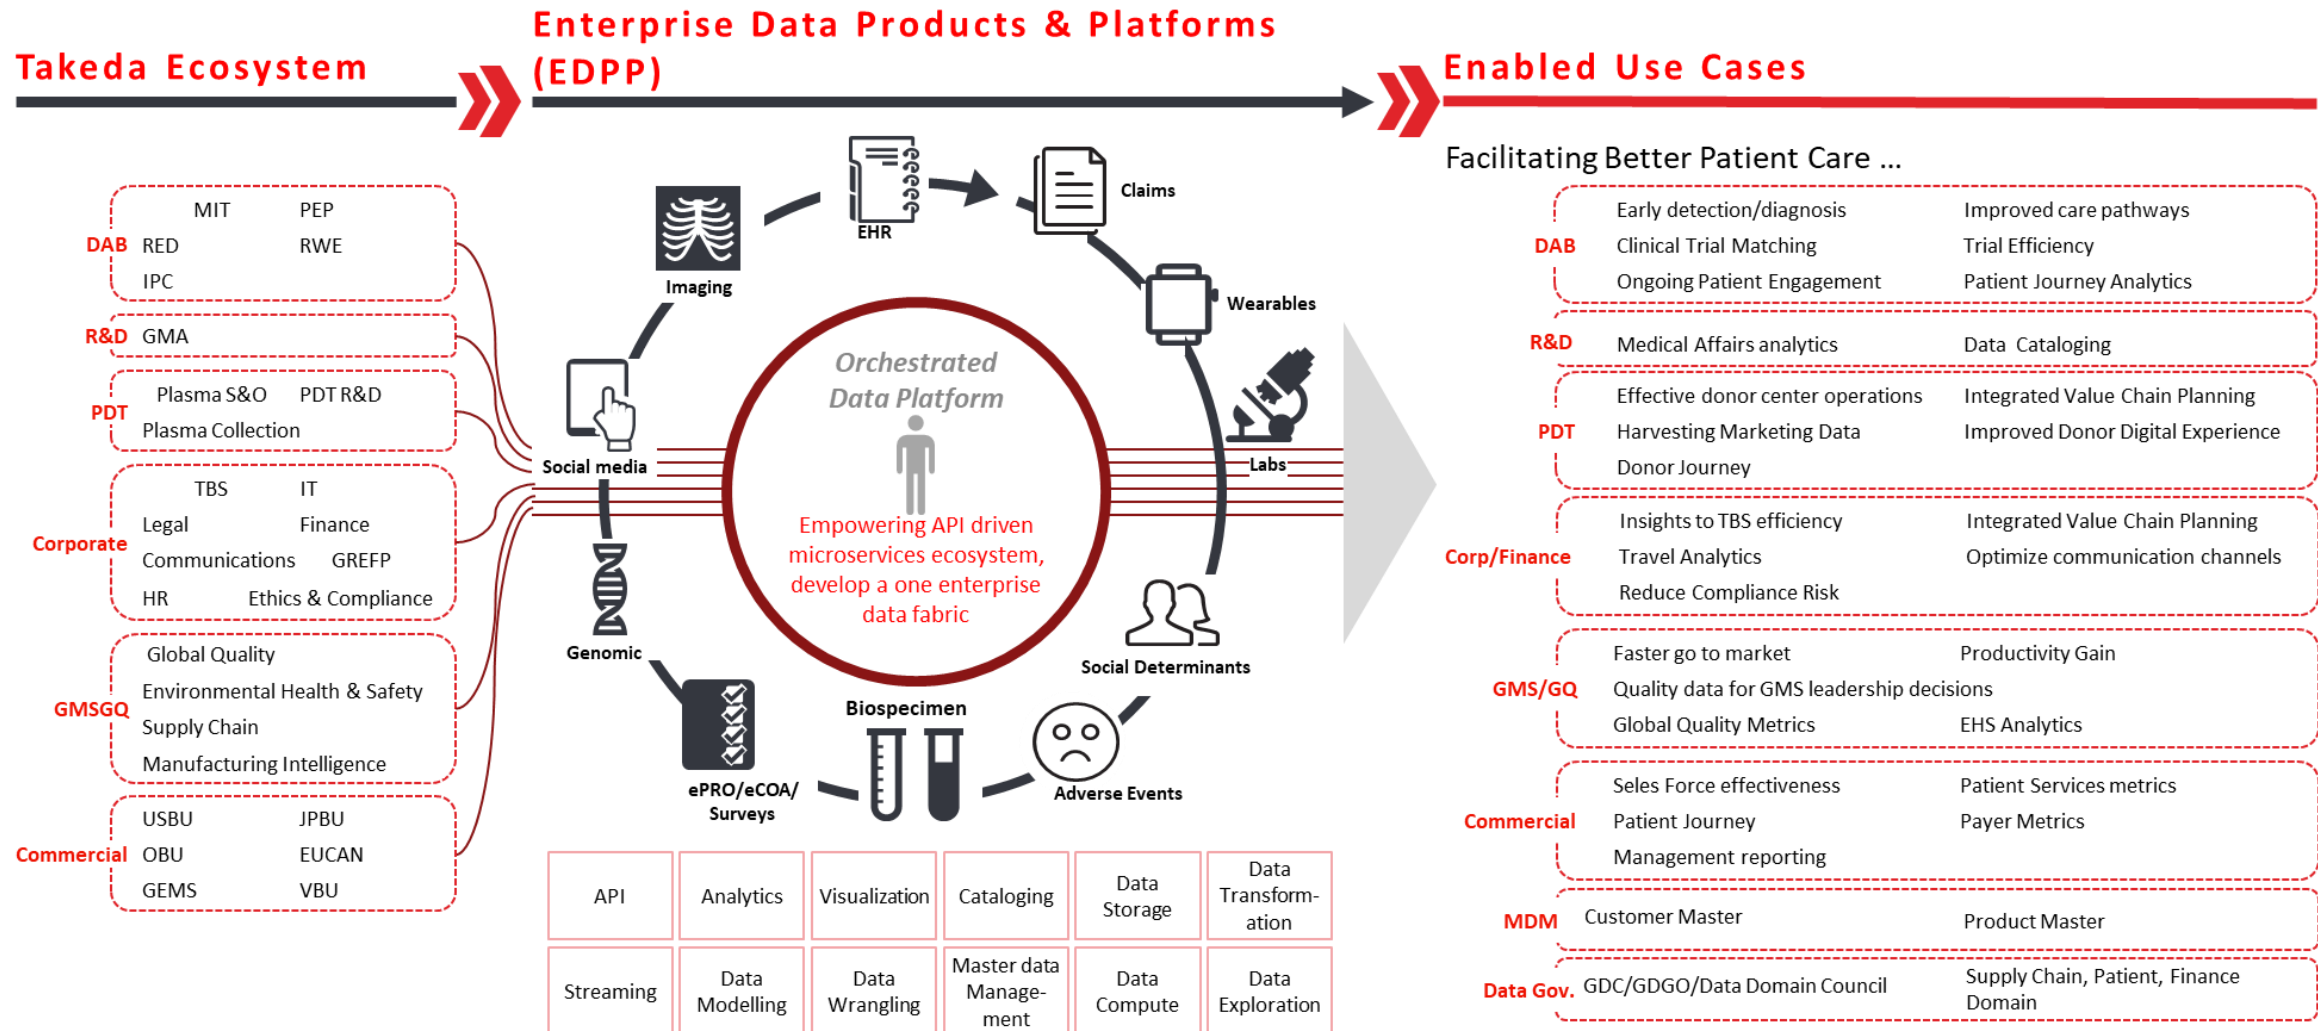 Takeda Ecosystem
Enterprise Data Products & Platforms
(EDPP)
Enabled Use Cases
Facilitating Better Patient Care ...
DAB
MIT PEP
RED RWE
IPC
R&D
GMA
PDT
Plasma S&O PDT R&D
Plasma Collection
Corporate
TBS IT
Legal Finance
Communications GREFP
HR Ethics & Compliance
GMSGQ
Global Quality
Environmental Health & Safety
Supply Chain
Manufacturing Intelligence
Commercial
USBU JPBU
OBU EUCAN
GEMS VBU
EHR
Claims
Imaging
Wearables
Social media
Labs
Genomic
Social Determinants
ePRO/eCOA/
Surveys
Biospecimen
Adverse Events
Orchestrated
Data Platform
Empowering API driven
microservices ecosystem,
develop a one enterprise
data fabric
API
Analytics
Visualization
Cataloging
Data
Storage
Data
Transform-
ation
Streaming
Data
Modelling
Data
Wrangling
Master data
Manage-
ment
Data
Compute
Data
Exploration
DAB
Early detection/diagnosis Improved care pathways
Clinical Trial Matching Trial Efficiency
Ongoing Patient Engagement Patient Journey Analytics
R&D
Medical Affairs analytics Data Cataloging
PDT
Effective donor center operations Integrated Value Chain Planning
Harvesting Marketing Data Improved Donor Digital Experience
Donor Journey
Corp/Finance
Insights to TBS efficiency Integrated Value Chain Planning
Travel Analytics Optimize communication channels
Reduce Compliance Risk
GMS/GQ
Faster go to market Productivity Gain
Quality data for GMS leadership decisions
Global Quality Metrics EHS Analytics
Commercial
Seles Force effectiveness Patient Services metrics
Patient Journey Payer Metrics
Management reporting
MDM
Customer Master Product Master
Data Gov.
GDC/GDGO/Data Domain Council
Supply Chain, Patient, Finance
Domain